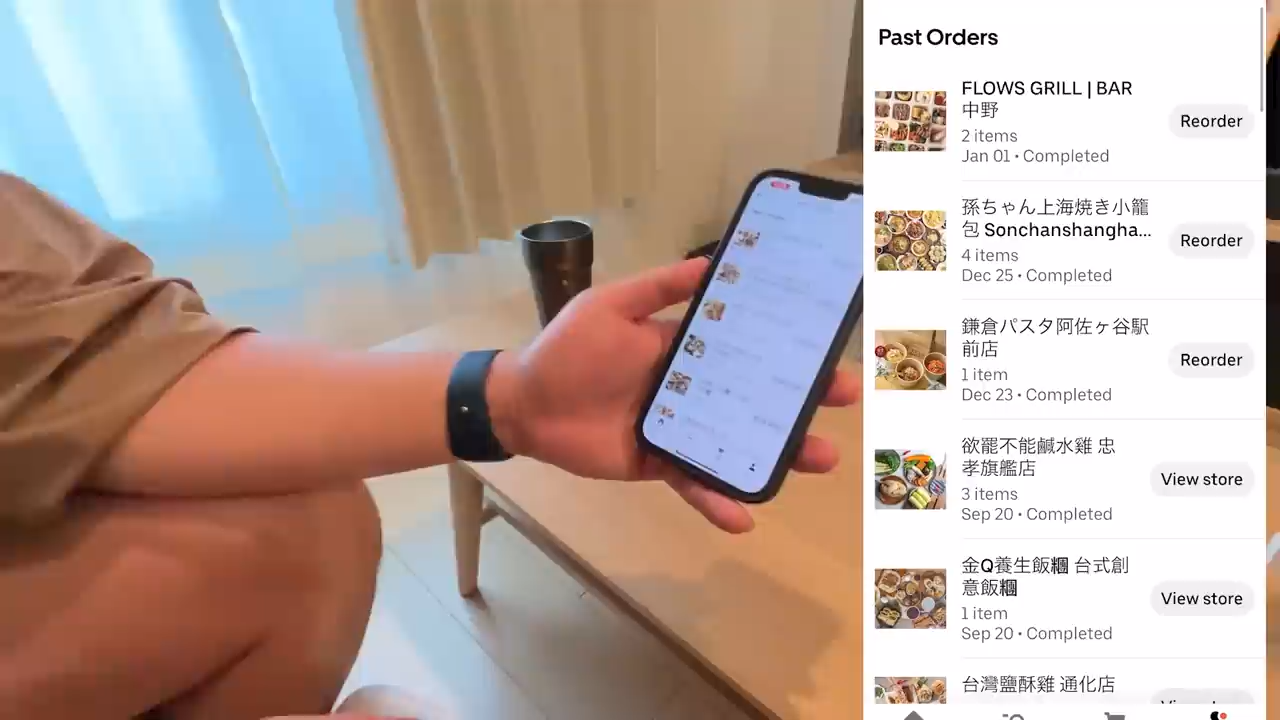 Past Orders
FLOWS GRILL | BAR
中野
2 items
Jan 01 • Completed
Reorder
孫ちゃん上海焼き小籠
包 Sonchanshangha...
4 items
Dec 25 • Completed
Reorder
鎌倉パスタ阿佐ヶ谷駅
前店
1 item
Dec 23 • Completed
Reorder
欲罷不能鹹水雞 忠
孝旗艦店
3 items
Sep 20 • Completed
View store
金Q養生飯糰 台式創
意飯糰
1 item
Sep 20 • Completed
View store
台灣鹽酥雞 通化店